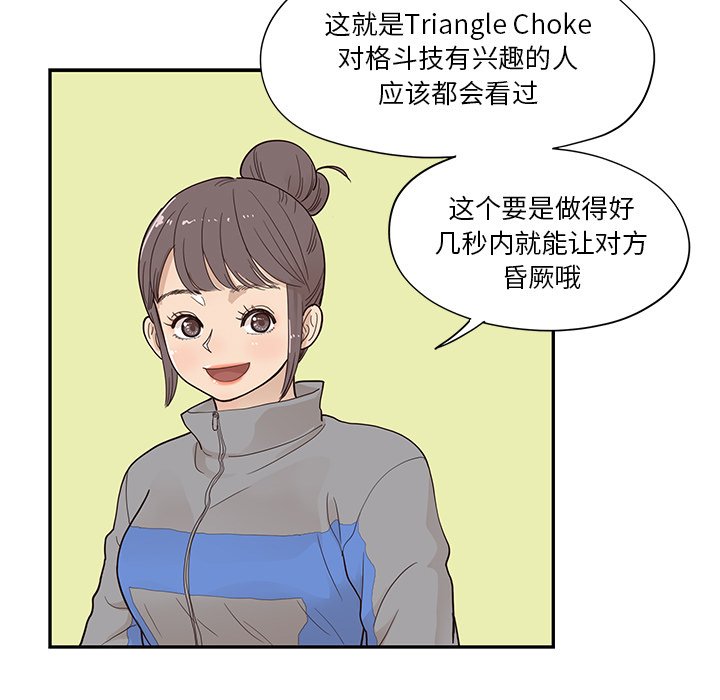 这就是Triangle Choke
对格斗技有兴趣的人
应该都会看过
这个要是做得好
几秒内就能让对方
昏厥哦